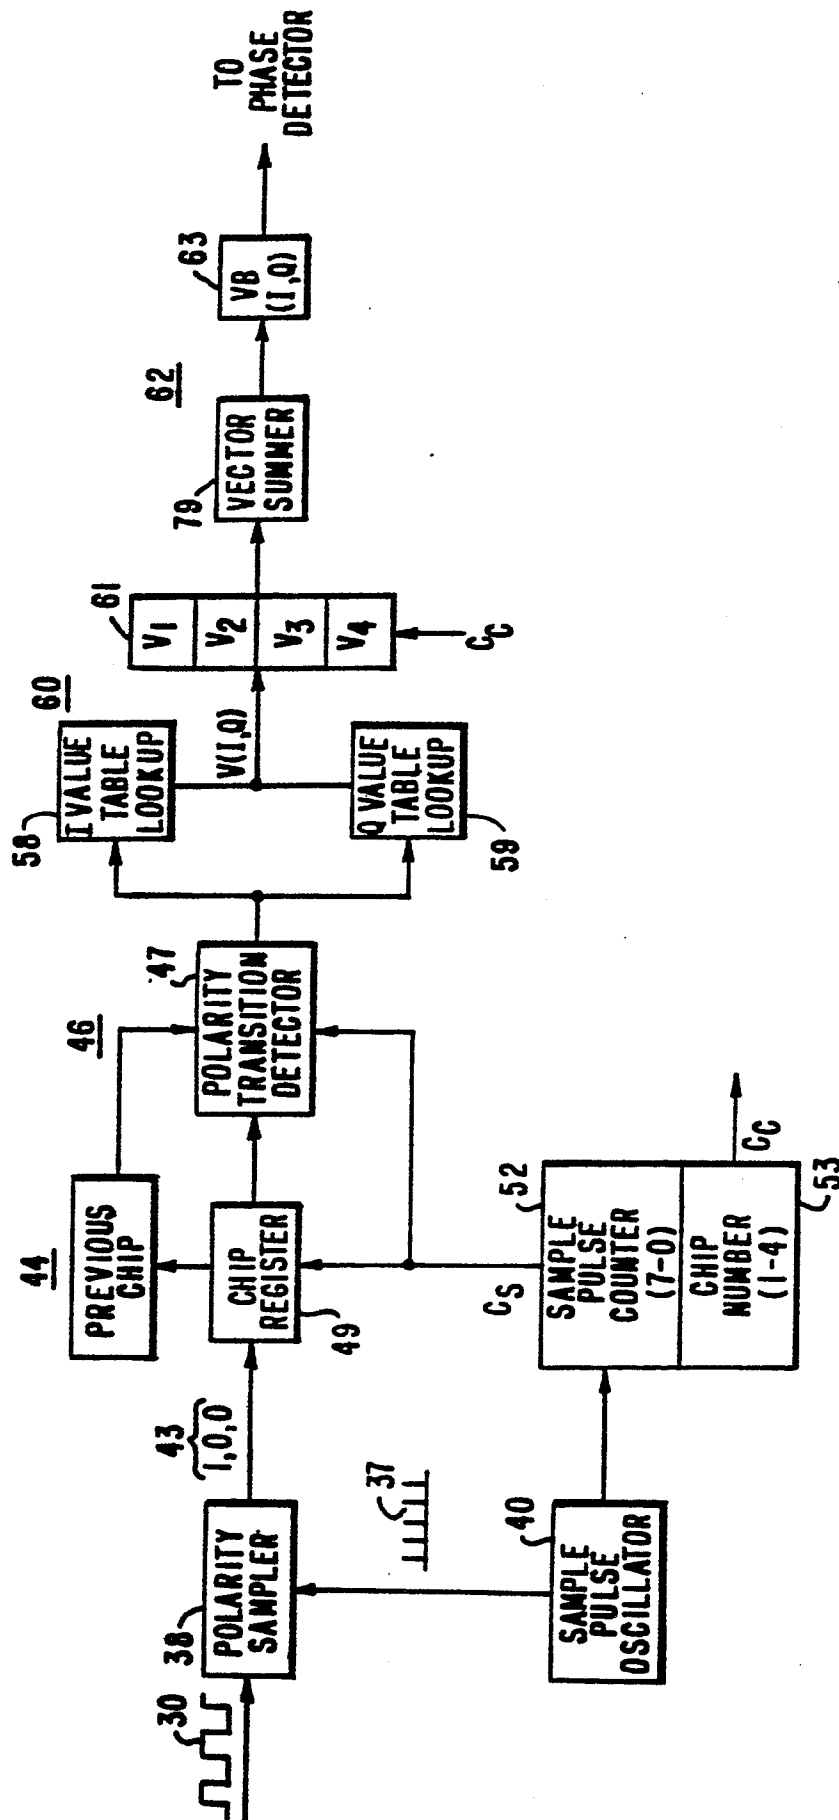 30
38
POLARITY
SAMPLER
43
1,0,0
37
40
SAMPLE
PULSE
OSCILLATOR
44
PREVIOUS
CHIP
CHIP
REGISTER
49
CS
52
SAMPLE
PULSE
COUNTER
(7-0)
CHIP
NUMBER
(1-4)
53
CC
46
47
POLARITY
TRANSITION
DETECTOR
58
I VALUE
TABLE
LOOKUP
60
V(I,Q)
Q VALUE
TABLE
LOOKUP
59
61
V1
V2
V3
V4
CC
79
VECTOR
SUMMER
62
63
VB
(I,Q)
TO
PHASE
DETECTOR